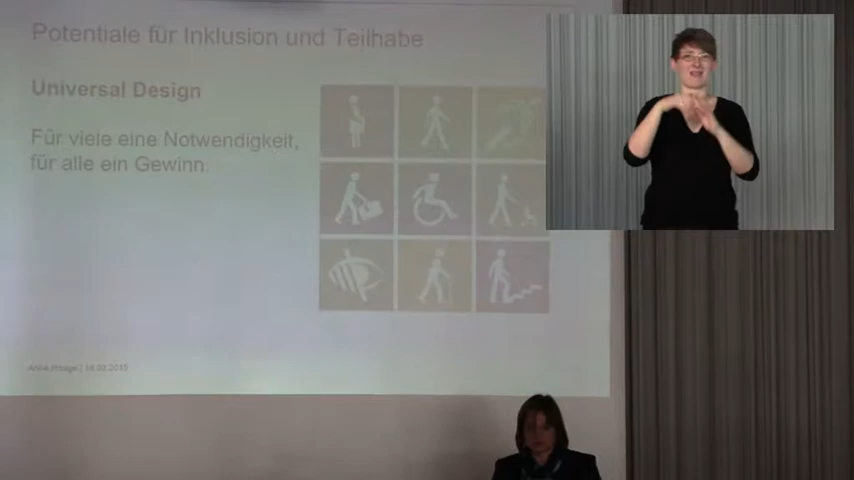 Potentiale für Inklusion und Teilhabe
Universal Design
Für viele eine Notwendigkeit,
für alle ein Gewinn.